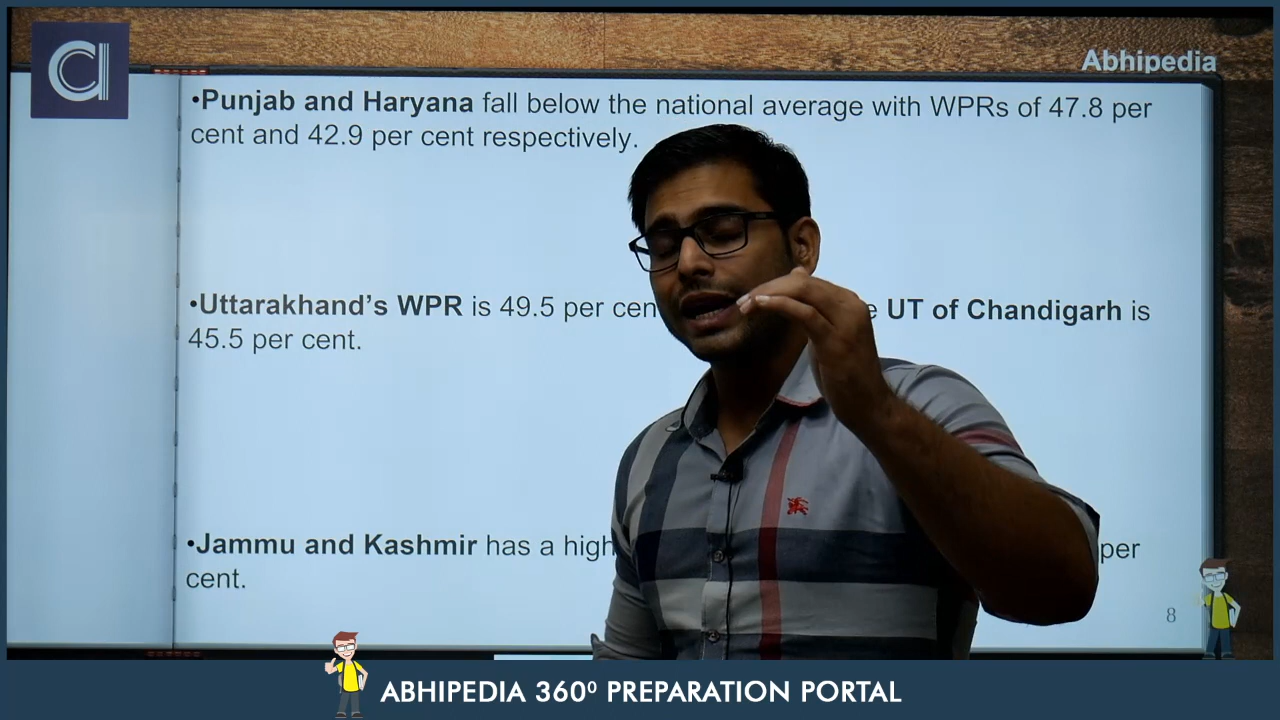 Abhipedia
•Punjab and Haryana fall below the national average with WPRs of 47.8 per
cent and 42.9 per cent respectively.
•Uttarakhand’s WPR is 49.5 per UT of Chandigarh is
45.5 per cent.
•Jammu and Kashmir has a per
cent.
8
ABHIPEDIA 360⁰ PREPARATION PORTAL